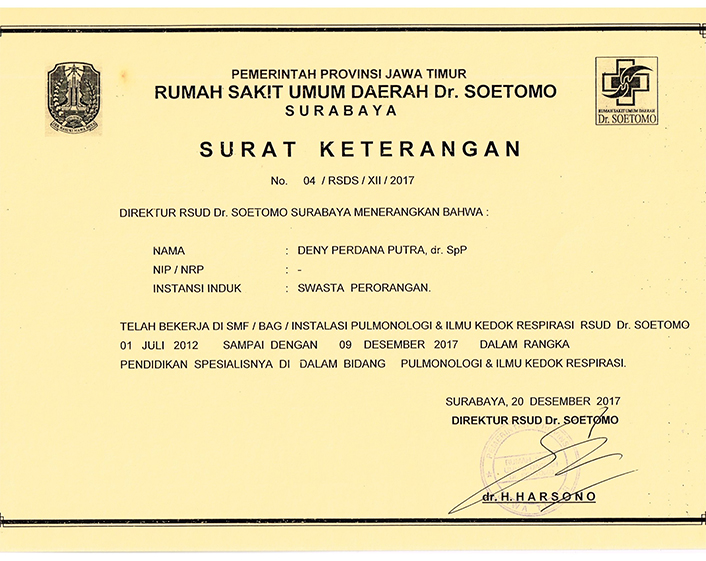 PEMERINTAH PROVINSI JAWA TIMUR
RUMAH SAKIT UMUM DAERAH Dr. SOETOMO
SURABAYA
RUMAH SAKIT UMUM DAERAH
Dr. SOETOMO
SURAT KETERANGAN
No. 04 / RSDS / XII / 2017
DIREKTUR RSUD Dr. SOETOMO SURABAYA MENERANGKAN BAHWA :
NAMA : DENY PERDANA PUTRA, dr. SpP
NIP / NRP : -
INSTANSI INDUK : SWASTA PERORANGAN.
TELAH BEKERJA DI SMF / BAG / INSTALASI PULMONOLOGI & ILMU KEDOK RESPIRASI RSUD Dr. SOETOMO
01 JULI 2012 SAMPAI DENGAN 09 DESEMBER 2017 DALAM RANGKA
PENDIDIKAN SPESIALISNYA DI DALAM BIDANG PULMONOLOGI & ILMU KEDOK RESPIRASI.
SURABAYA, 20 DESEMBER 2017
DIREKTUR RSUD Dr. SOETOMO
dr. H. HARSONO